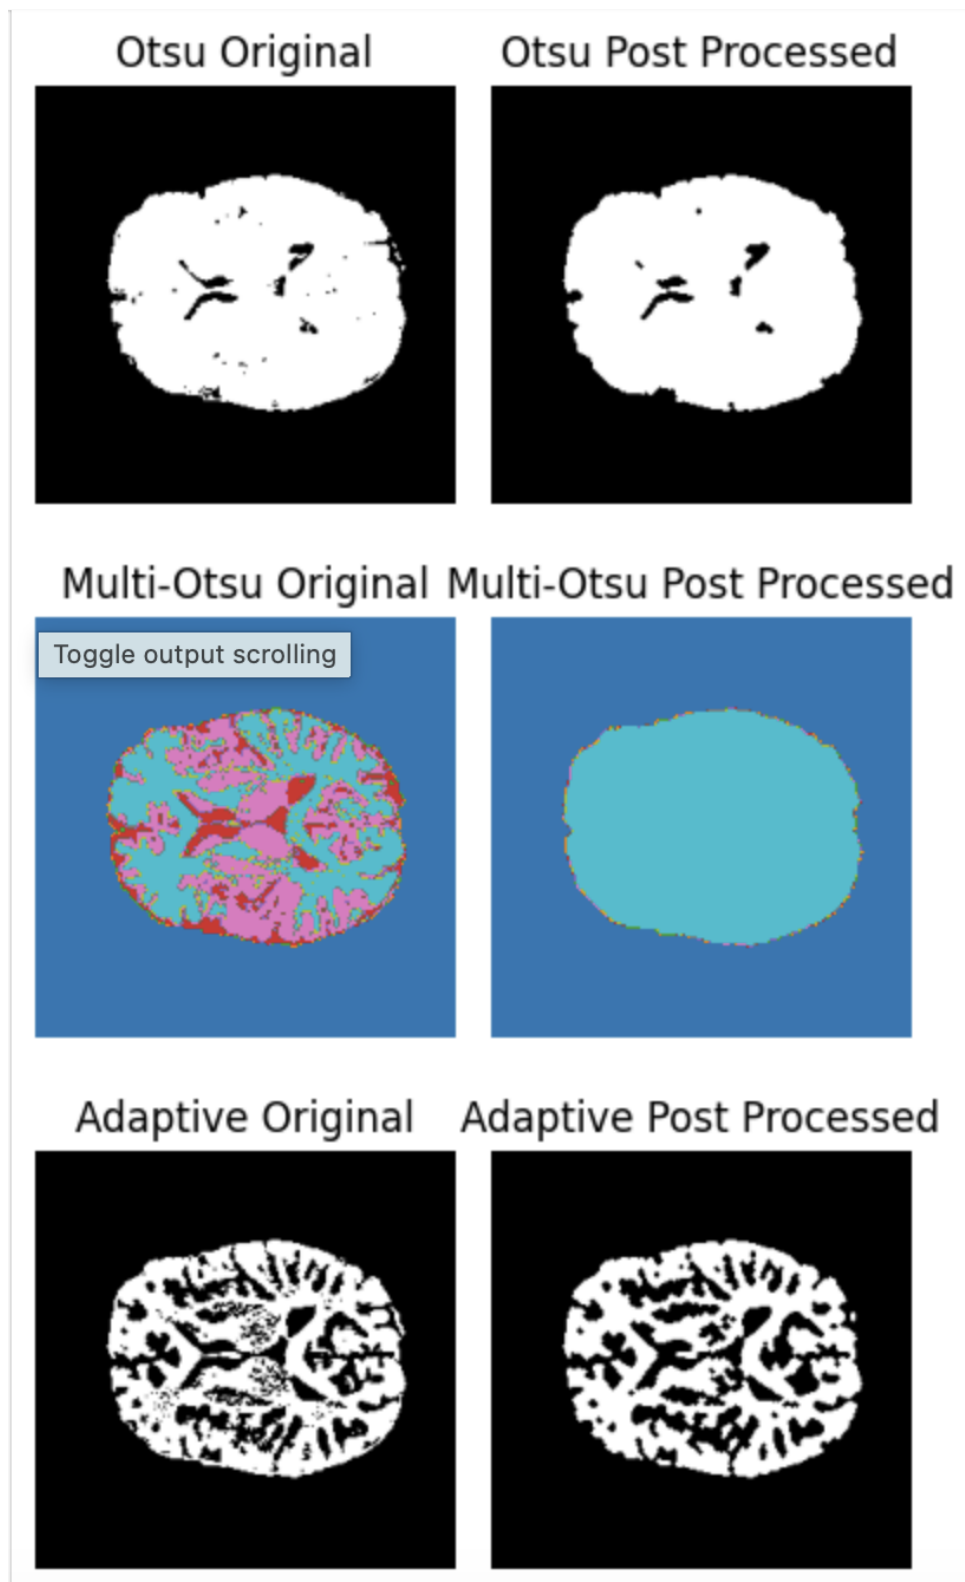 Otsu Original
Otsu Post Processed
Multi-Otsu Original
Multi-Otsu Post Processed
Toggle output scrolling
Adaptive Original
Adaptive Post Processed